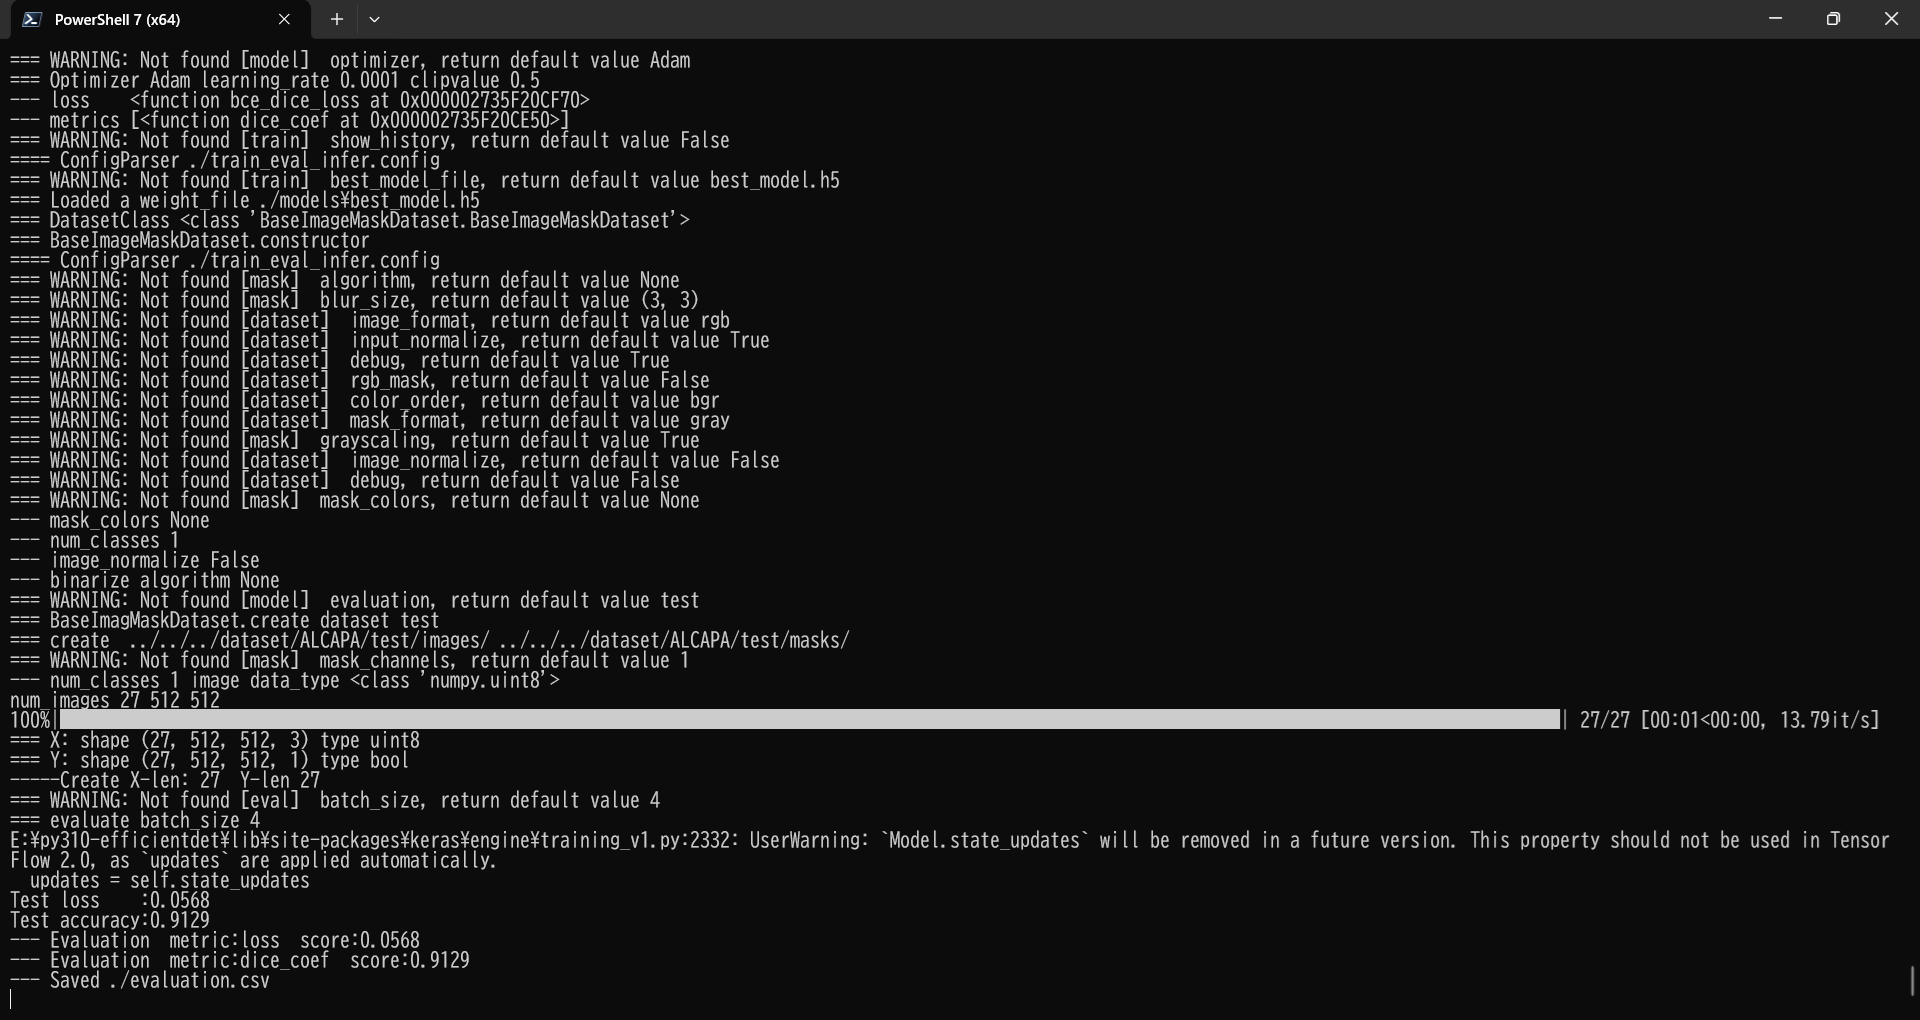 PowerShell 7 (x64)
=== WARNING: Not found [model]  optimizer, return default value Adam
=== Optimizer Adam learning_rate 0.0001 clipvalue 0.5
--- loss    <function bce_dice_loss at 0x000002735F20CF70>
--- metrics [<function dice_coef at 0x000002735F20CE50>]
=== WARNING: Not found [train]  show_history, return default value False
==== ConfigParser ./train_eval_infer.config
=== WARNING: Not found [train]  best_model_file, return default value best_model.h5
=== Loaded a weight_file ./models¥best_model.h5
=== DatasetClass <class 'BaseImageMaskDataset.BaseImageMaskDataset'>
=== BaseImageMaskDataset.constructor
==== ConfigParser ./train_eval_infer.config
=== WARNING: Not found [mask]  algorithm, return default value None
=== WARNING: Not found [mask]  blur_size, return default value (3, 3)
=== WARNING: Not found [dataset]  image_format, return default value rgb
=== WARNING: Not found [dataset]  input_normalize, return default value True
=== WARNING: Not found [dataset]  debug, return default value True
=== WARNING: Not found [dataset]  rgb_mask, return default value False
=== WARNING: Not found [dataset]  color_order, return default value bgr
=== WARNING: Not found [dataset]  mask_format, return default value gray
=== WARNING: Not found [mask]  grayscaling, return default value True
=== WARNING: Not found [dataset]  image_normalize, return default value False
=== WARNING: Not found [dataset]  debug, return default value False
=== WARNING: Not found [mask]  mask_colors, return default value None
--- mask_colors None
--- num_classes 1
--- image_normalize False
--- binarize algorithm None
=== WARNING: Not found [model]  evaluation, return default value test
=== BaseImagMaskDataset.create dataset test
=== create  ../../../dataset/ALCAPA/test/images/ ../../../dataset/ALCAPA/test/masks/
=== WARNING: Not found [mask]  mask_channels, return default value 1
--- num_classes 1 image data_type <class 'numpy.uint8'>
num_images 27 512 512
100%| | 27/27 [00:01<00:00, 13.79it/s]
=== X: shape (27, 512, 512, 3) type uint8
=== Y: shape (27, 512, 512, 1) type bool
-----Create X-len: 27  Y-len 27
=== WARNING: Not found [eval]  batch_size, return default value 4
=== evaluate batch_size 4
E:¥py310-efficientdet¥lib¥site-packages¥keras¥engine¥training_v1.py:2332: UserWarning: `Model.state_updates` will be removed in a future version. This property should not be used in Tensor
Flow 2.0, as `updates` are applied automatically.
  updates = self.state_updates
Test loss    :0.0568
Test accuracy:0.9129
--- Evaluation  metric:loss  score:0.0568
--- Evaluation  metric:dice_coef  score:0.9129
--- Saved ./evaluation.csv